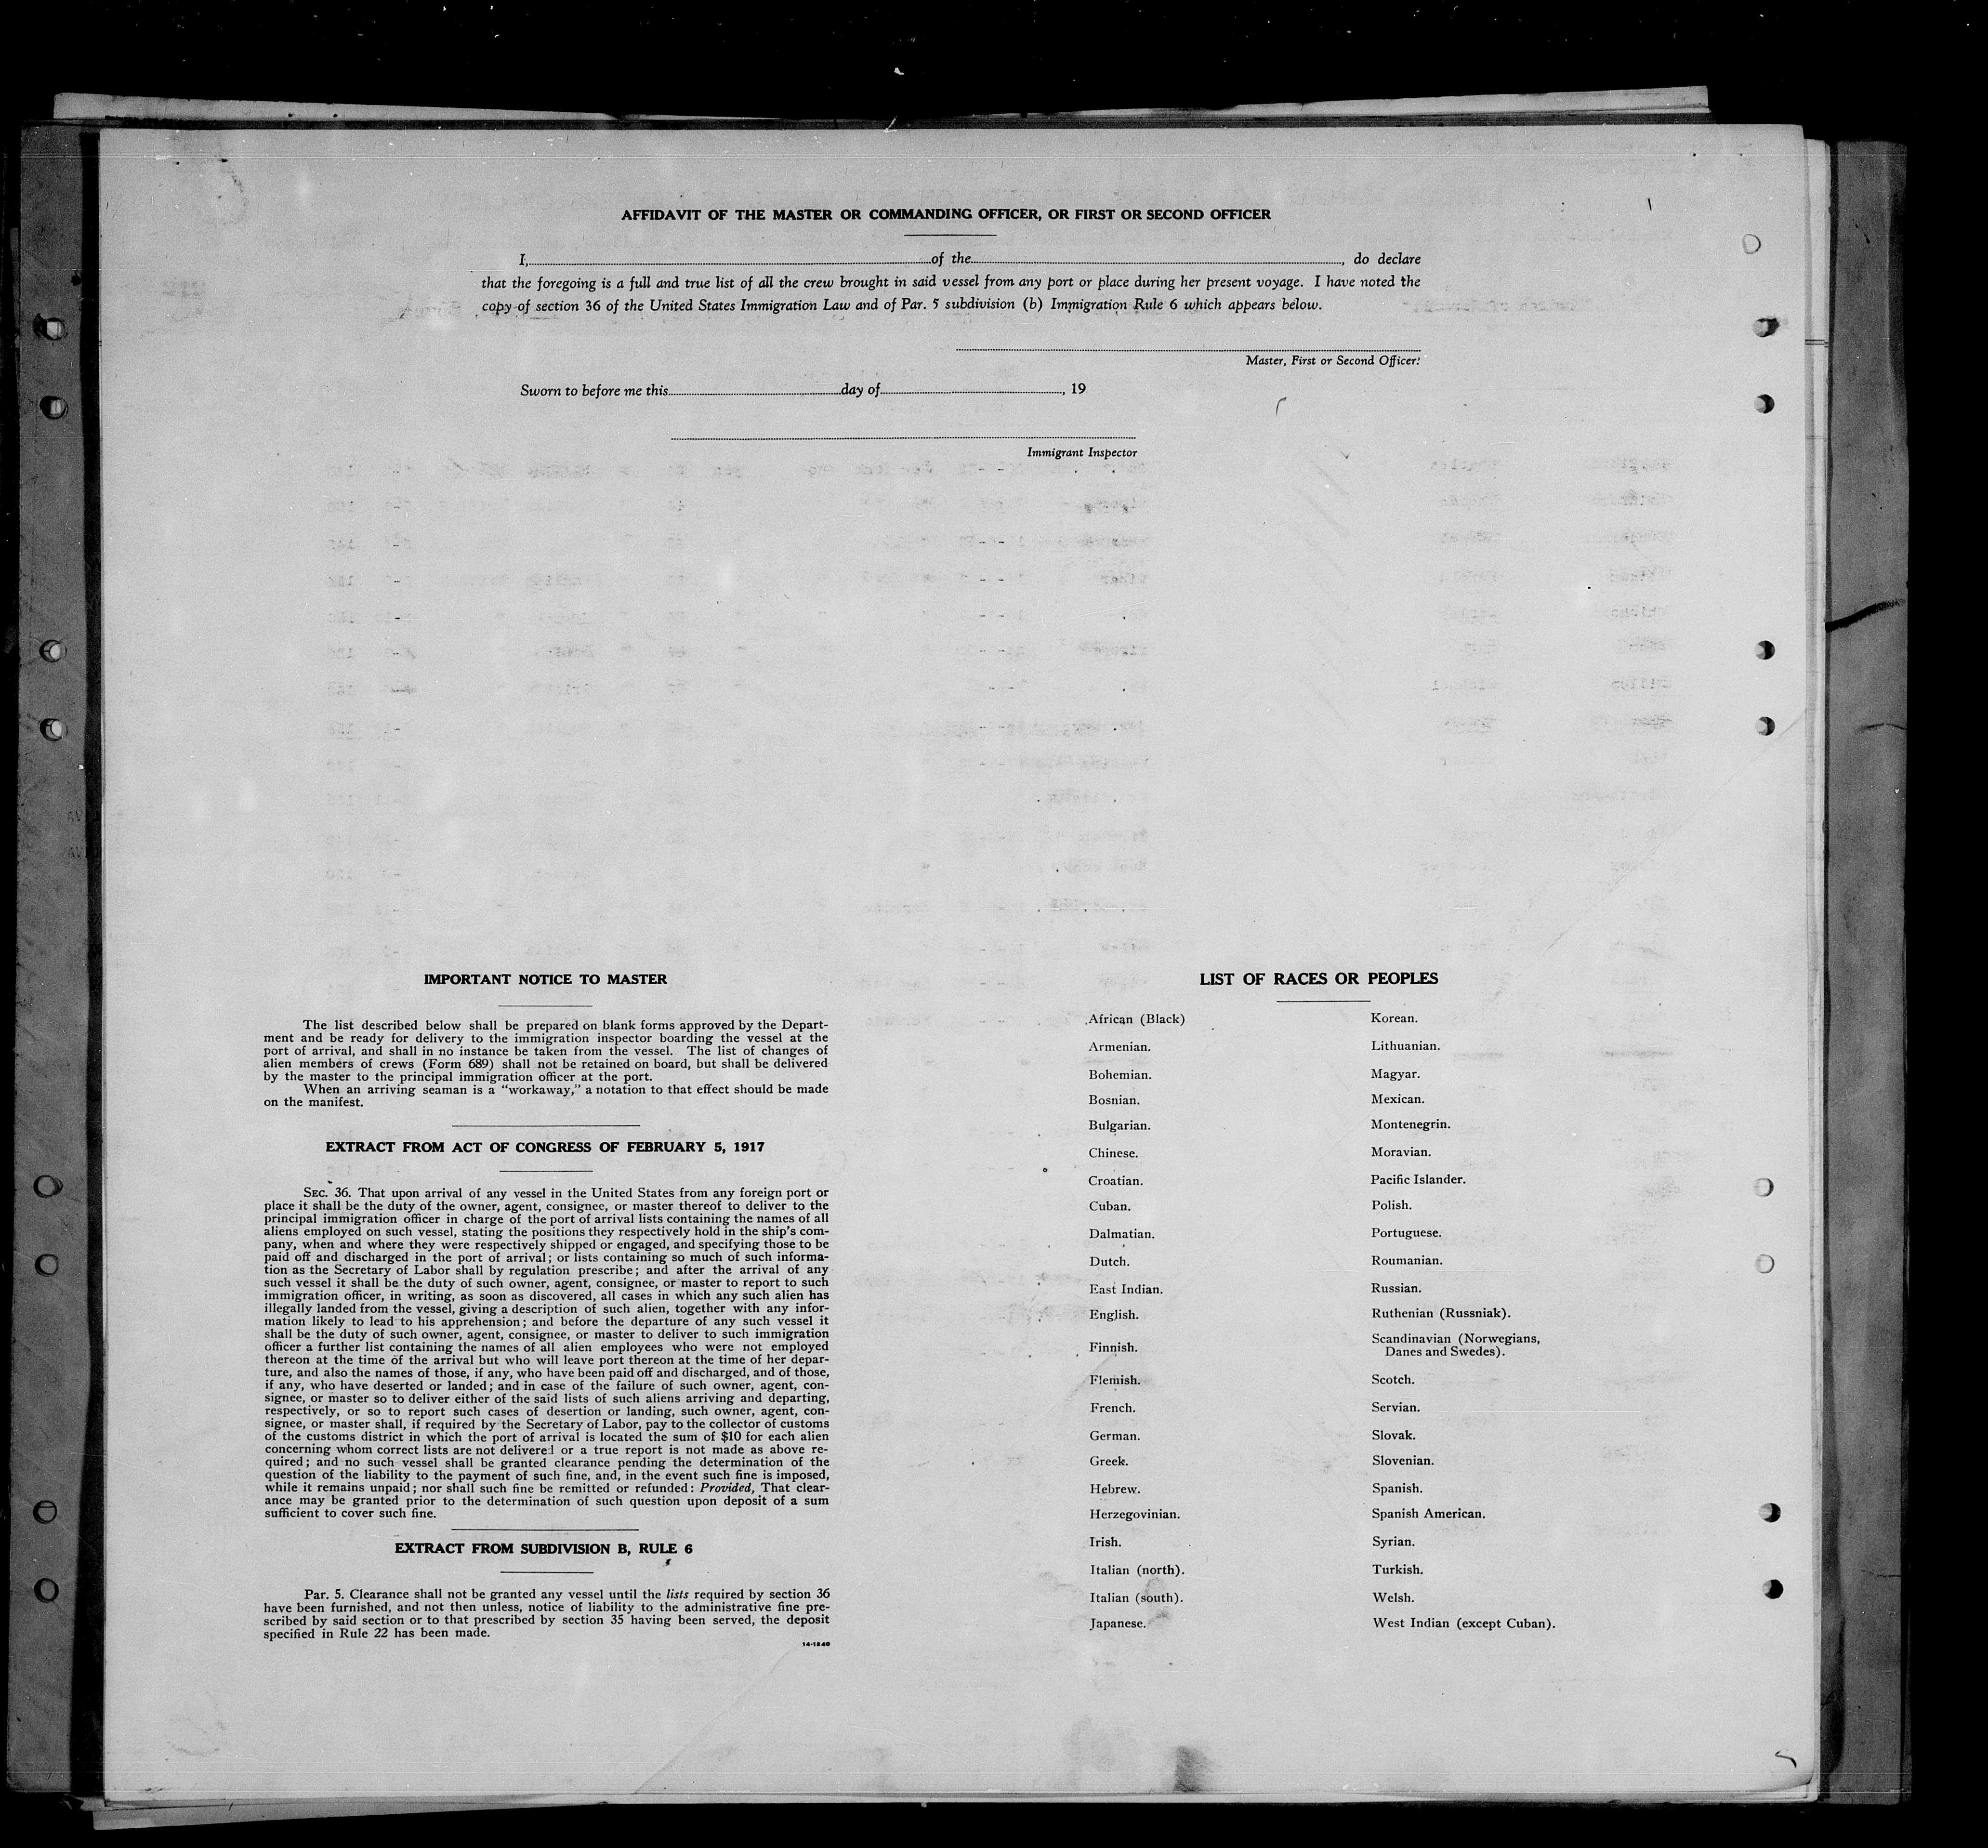 AFFIDAVIT OF THE MASTER OR COMMANDING OFFICER, OR FIRST OR SECOND OFFICER
I, of the , do declare
that the foregoing is a full and true list of all the crew brought in said vessel from any port or place during her present voyage. I have noted the
copy of section 36 of the United States Immigration Law and of Par. 5 subdivision (b) Immigration Rule 6 which appears below.
Master, First or Second Officer.
Sworn to before me this day of , 19
Immigrant Inspector
IMPORTANT NOTICE TO MASTER
The list described below shall be prepared on blank forms approved by the Depart-
ment and be ready for delivery to the immigration inspector boarding the vessel at the
port of arrival, and shall in no instance be taken from the vessel. The list of changes of
alien members of crews (Form 689) shall not be retained on board, but shall be delivered
by the master to the principal immigration officer at the port.
When an arriving seaman is a "workaway," a notation to that effect should be made
on the manifest.
EXTRACT FROM ACT OF CONGRESS OF FEBRUARY 5, 1917
SEC. 36. That upon arrival of any vessel in the United States from any foreign port or
place it shall be the duty of the owner, agent, consignee, or master thereof to deliver to the
principal immigration officer in charge of the port of arrival lists containing the names of all
aliens employed on such vessel, stating the positions they respectively hold in the ship's com-
pany, when and where they were respectively shipped or engaged, and specifying those to be
paid off and discharged in the port of arrival; or lists containing so much of such informa-
tion as the Secretary of Labor shall by regulation prescribe; and after the arrival of any
such vessel it shall be the duty of such owner, agent, consignee, or master to report to such
immigration officer, in writing, as soon as discovered, all cases in which any such alien has
illegally landed from the vessel, giving a description of such alien, together with any infor-
mation likely to lead to his apprehension; and before the departure of any such vessel it
shall be the duty of such owner, agent, consignee, or master to deliver to such immigration
officer a further list containing the names of all alien employees who were not employed
thereon at the time of the arrival but who will leave port thereon at the time of her depar-
ture, and also the names of those, if any, who have been paid off and discharged, and of those,
if any, who have deserted or landed; and in case of the failure of such owner, agent, con-
signee, or master so to deliver either of the said lists of such aliens arriving and departing,
respectively, or so to report such cases of desertion or landing, such owner, agent, con-
signee, or master shall, if required by the Secretary of Labor, pay to the collector of customs
of the customs district in which the port of arrival is located the sum of $10 for each alien
concerning whom correct lists are not delivered or a true report is not made as above re-
quired; and no such vessel shall be granted clearance pending the determination of the
question of the liability to the payment of such fine, and, in the event such fine is imposed,
while it remains unpaid; nor shall such fine be remitted or refunded: Provided, That clear-
ance may be granted prior to the determination of such question upon deposit of a sum
sufficient to cover such fine.
EXTRACT FROM SUBDIVISION B, RULE 6
Par. 5. Clearance shall not be granted any vessel until the lists required by section 36
have been furnished, and not then unless, notice of liability to the administrative fine pre-
scribed by said section or to that prescribed by section 35 having been served, the deposit
specified in Rule 22 has been made.
14-1240
LIST OF RACES OR PEOPLES
African (Black)
Armenian.
Bohemian.
Bosnian.
Bulgarian.
Chinese.
Croatian.
Cuban.
Dalmatian.
Dutch.
East Indian.
English.
Finnish.
Flemish.
French.
German.
Greek.
Hebrew.
Herzegovinian.
Irish.
Italian (north).
Italian (south).
Japanese.
Korean.
Lithuanian.
Magyar.
Mexican.
Montenegrin.
Moravian.
Pacific Islander.
Polish.
Portuguese.
Roumanian.
Russian.
Ruthenian (Russniak).
Scandinavian (Norwegians,
Danes and Swedes).
Scotch.
Servian.
Slovak.
Slovenian.
Spanish.
Spanish American.
Syrian.
Turkish.
Welsh.
West Indian (except Cuban).